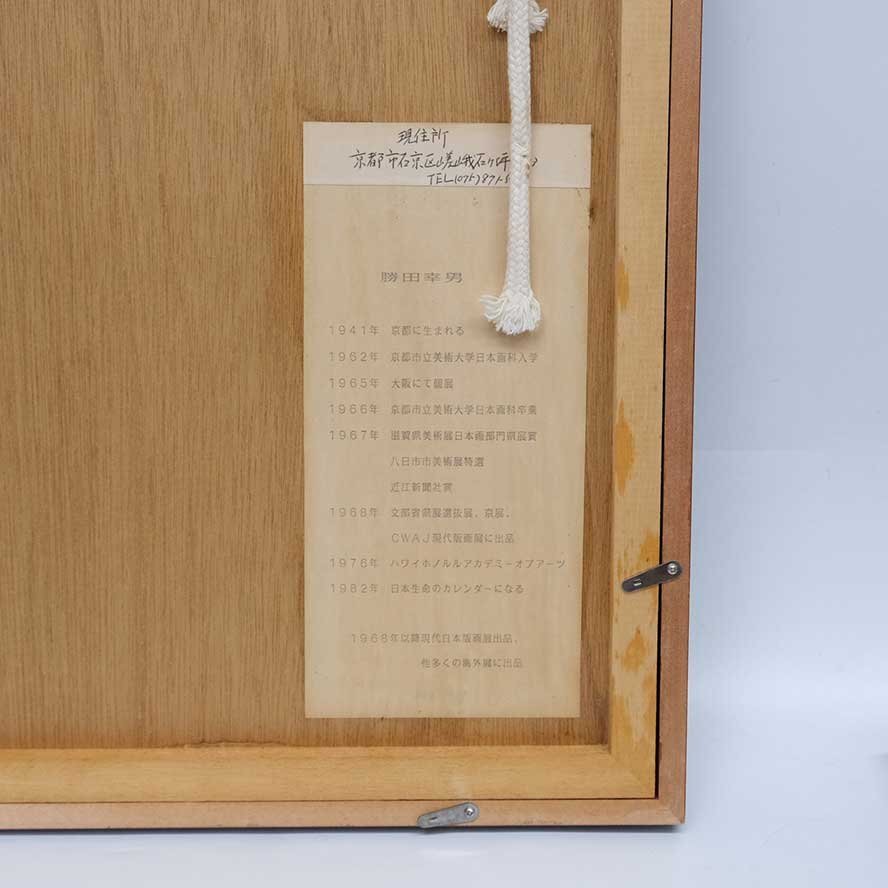 現住所
京都市右京区嵯峨石ヶ坪
TEL(075)871-
勝田幸男
1941年 京都に生まれる
1962年 京都市立美術大学日本画科入学
1965年 大阪にて個展
1966年 京都市立美術大学日本画科卒業
1967年 滋賀県美術展日本画部門県展賞
八日市市美術展特選
近江新聞社賞
1968年 文部省県展選抜展、京展、
CWAJ現代版画展に出品
1976年 ハワイホノルルアカデミーオブアーツ
1982年 日本生命のカレンダーになる
1968年以降現代日本版画展出品、
他多くの海外展に出品